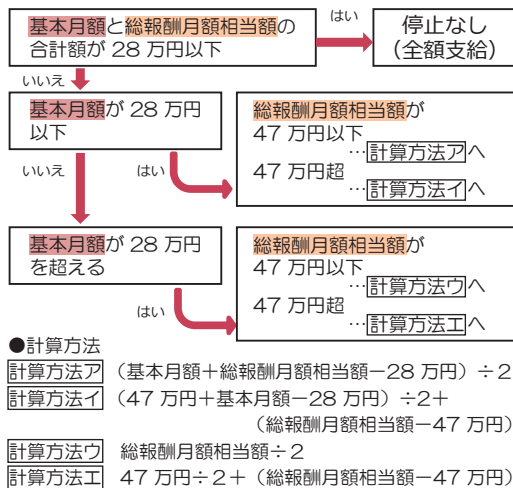 基本月額と総報酬月額相当額の
合計額が 28 万円以下
はい
停止なし
（全額支給）
いいえ
基本月額が 28 万円
以下
総報酬月額相当額が
47 万円以下
…計算方法アへ
47 万円超
…計算方法イへ
いいえ
はい
基本月額が 28 万円
を超える
総報酬月額相当額が
47 万円以下
…計算方法ウへ
47 万円超
…計算方法エへ
はい
●計算方法
計算方法ア （基本月額＋総報酬月額相当額－28 万円）÷2
計算方法イ （47 万円＋基本月額－28 万円）÷2＋
（総報酬月額相当額－47 万円）
計算方法ウ 総報酬月額相当額÷2
計算方法エ 47 万円÷2＋（総報酬月額相当額－47 万円）